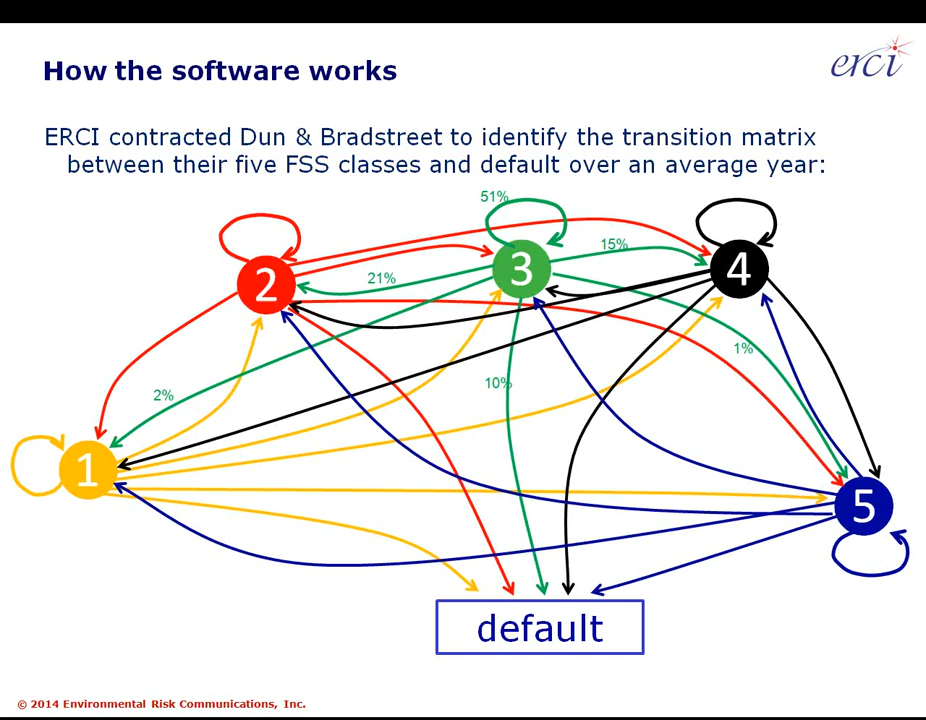 How the software works
erci
ERCI contracted Dun & Bradstreet to identify the transition matrix
between their five FSS classes and default over an average year:
51%
15%
21%
2
3
4
1%
2%
10%
1
5
default
© 2014 Environmental Risk Communications, Inc.